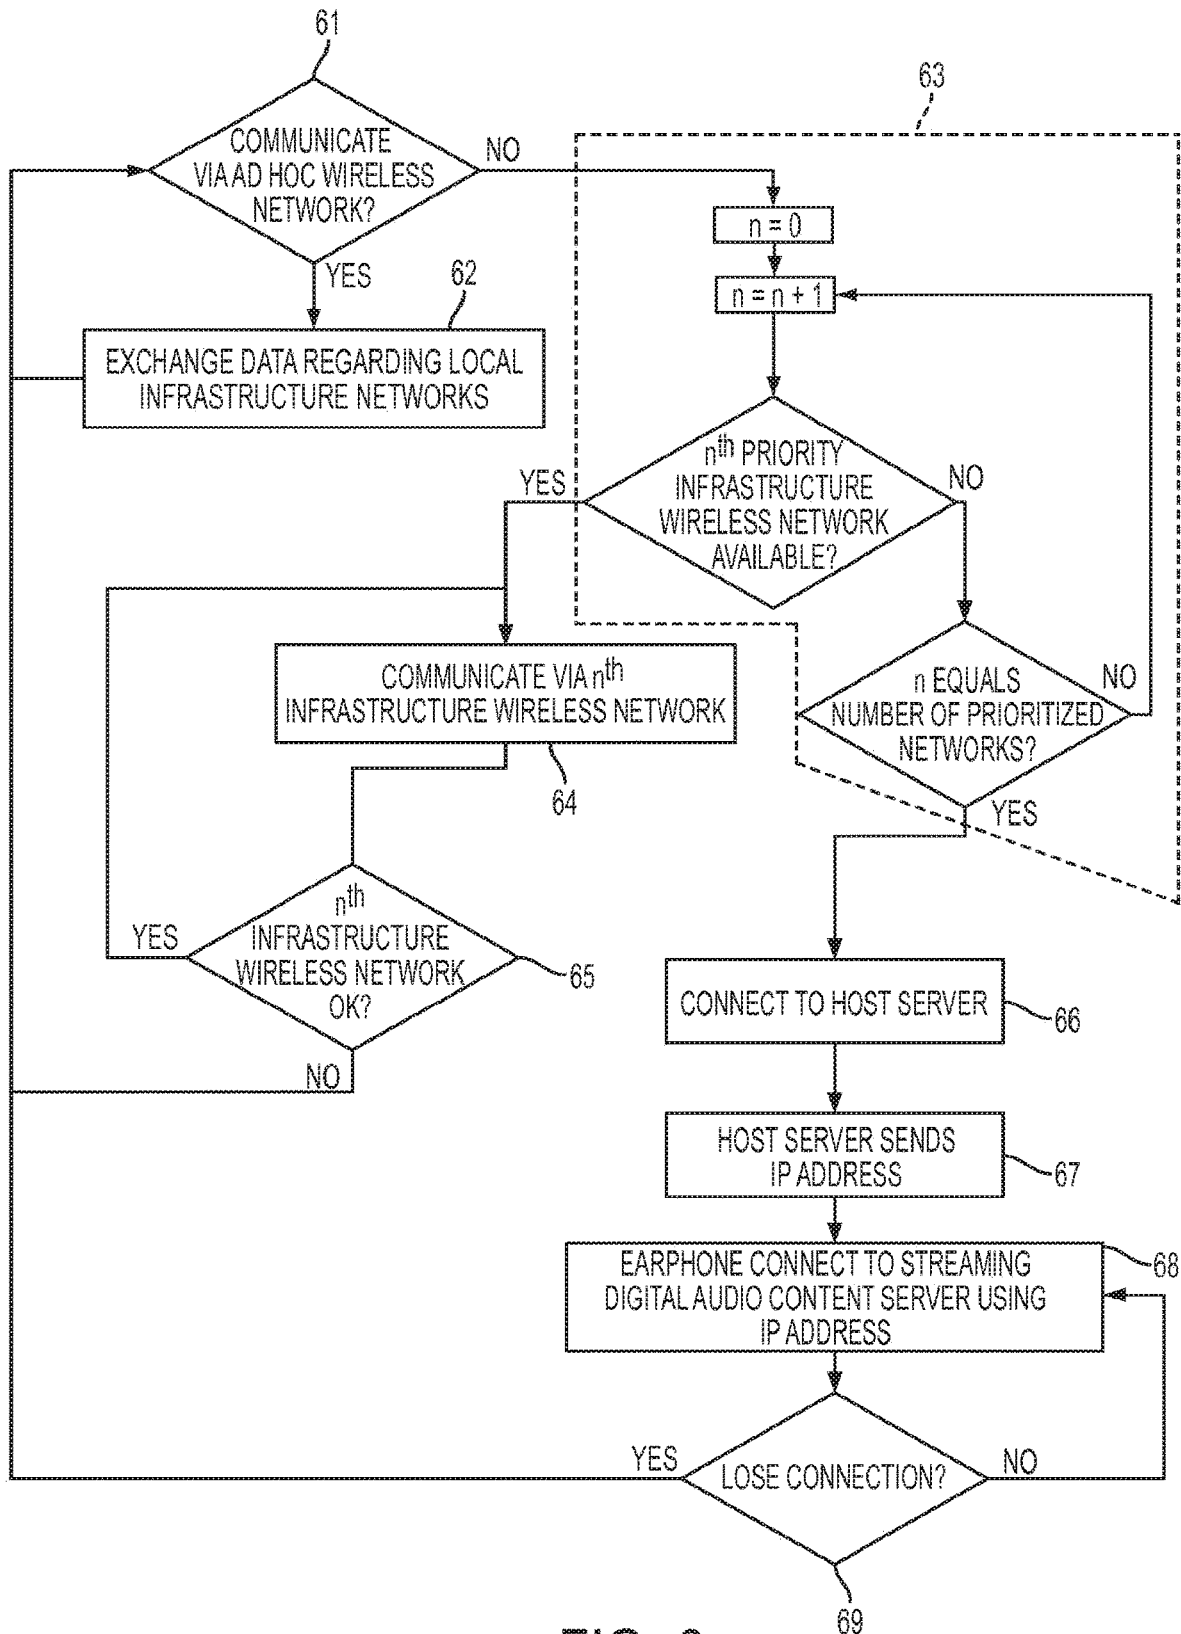 61
COMMUNICATE
VIA AD HOC WIRELESS
NETWORK?
NO
YES
62
EXCHANGE DATA REGARDING LOCAL
INFRASTRUCTURE NETWORKS
63
n = 0
n = n + 1
nth PRIORITY
INFRASTRUCTURE
WIRELESS NETWORK
AVAILABLE?
YES
NO
n EQUALS
NUMBER OF PRIORITIZED
NETWORKS?
NO
YES
COMMUNICATE VIA nth
INFRASTRUCTURE WIRELESS NETWORK
64
nth
INFRASTRUCTURE
WIRELESS NETWORK
OK?
YES
65
NO
CONNECT TO HOST SERVER
66
HOST SERVER SENDS
IP ADDRESS
67
EARPHONE CONNECT TO STREAMING
DIGITAL AUDIO CONTENT SERVER USING
IP ADDRESS
68
LOSE CONNECTION?
YES
NO
69